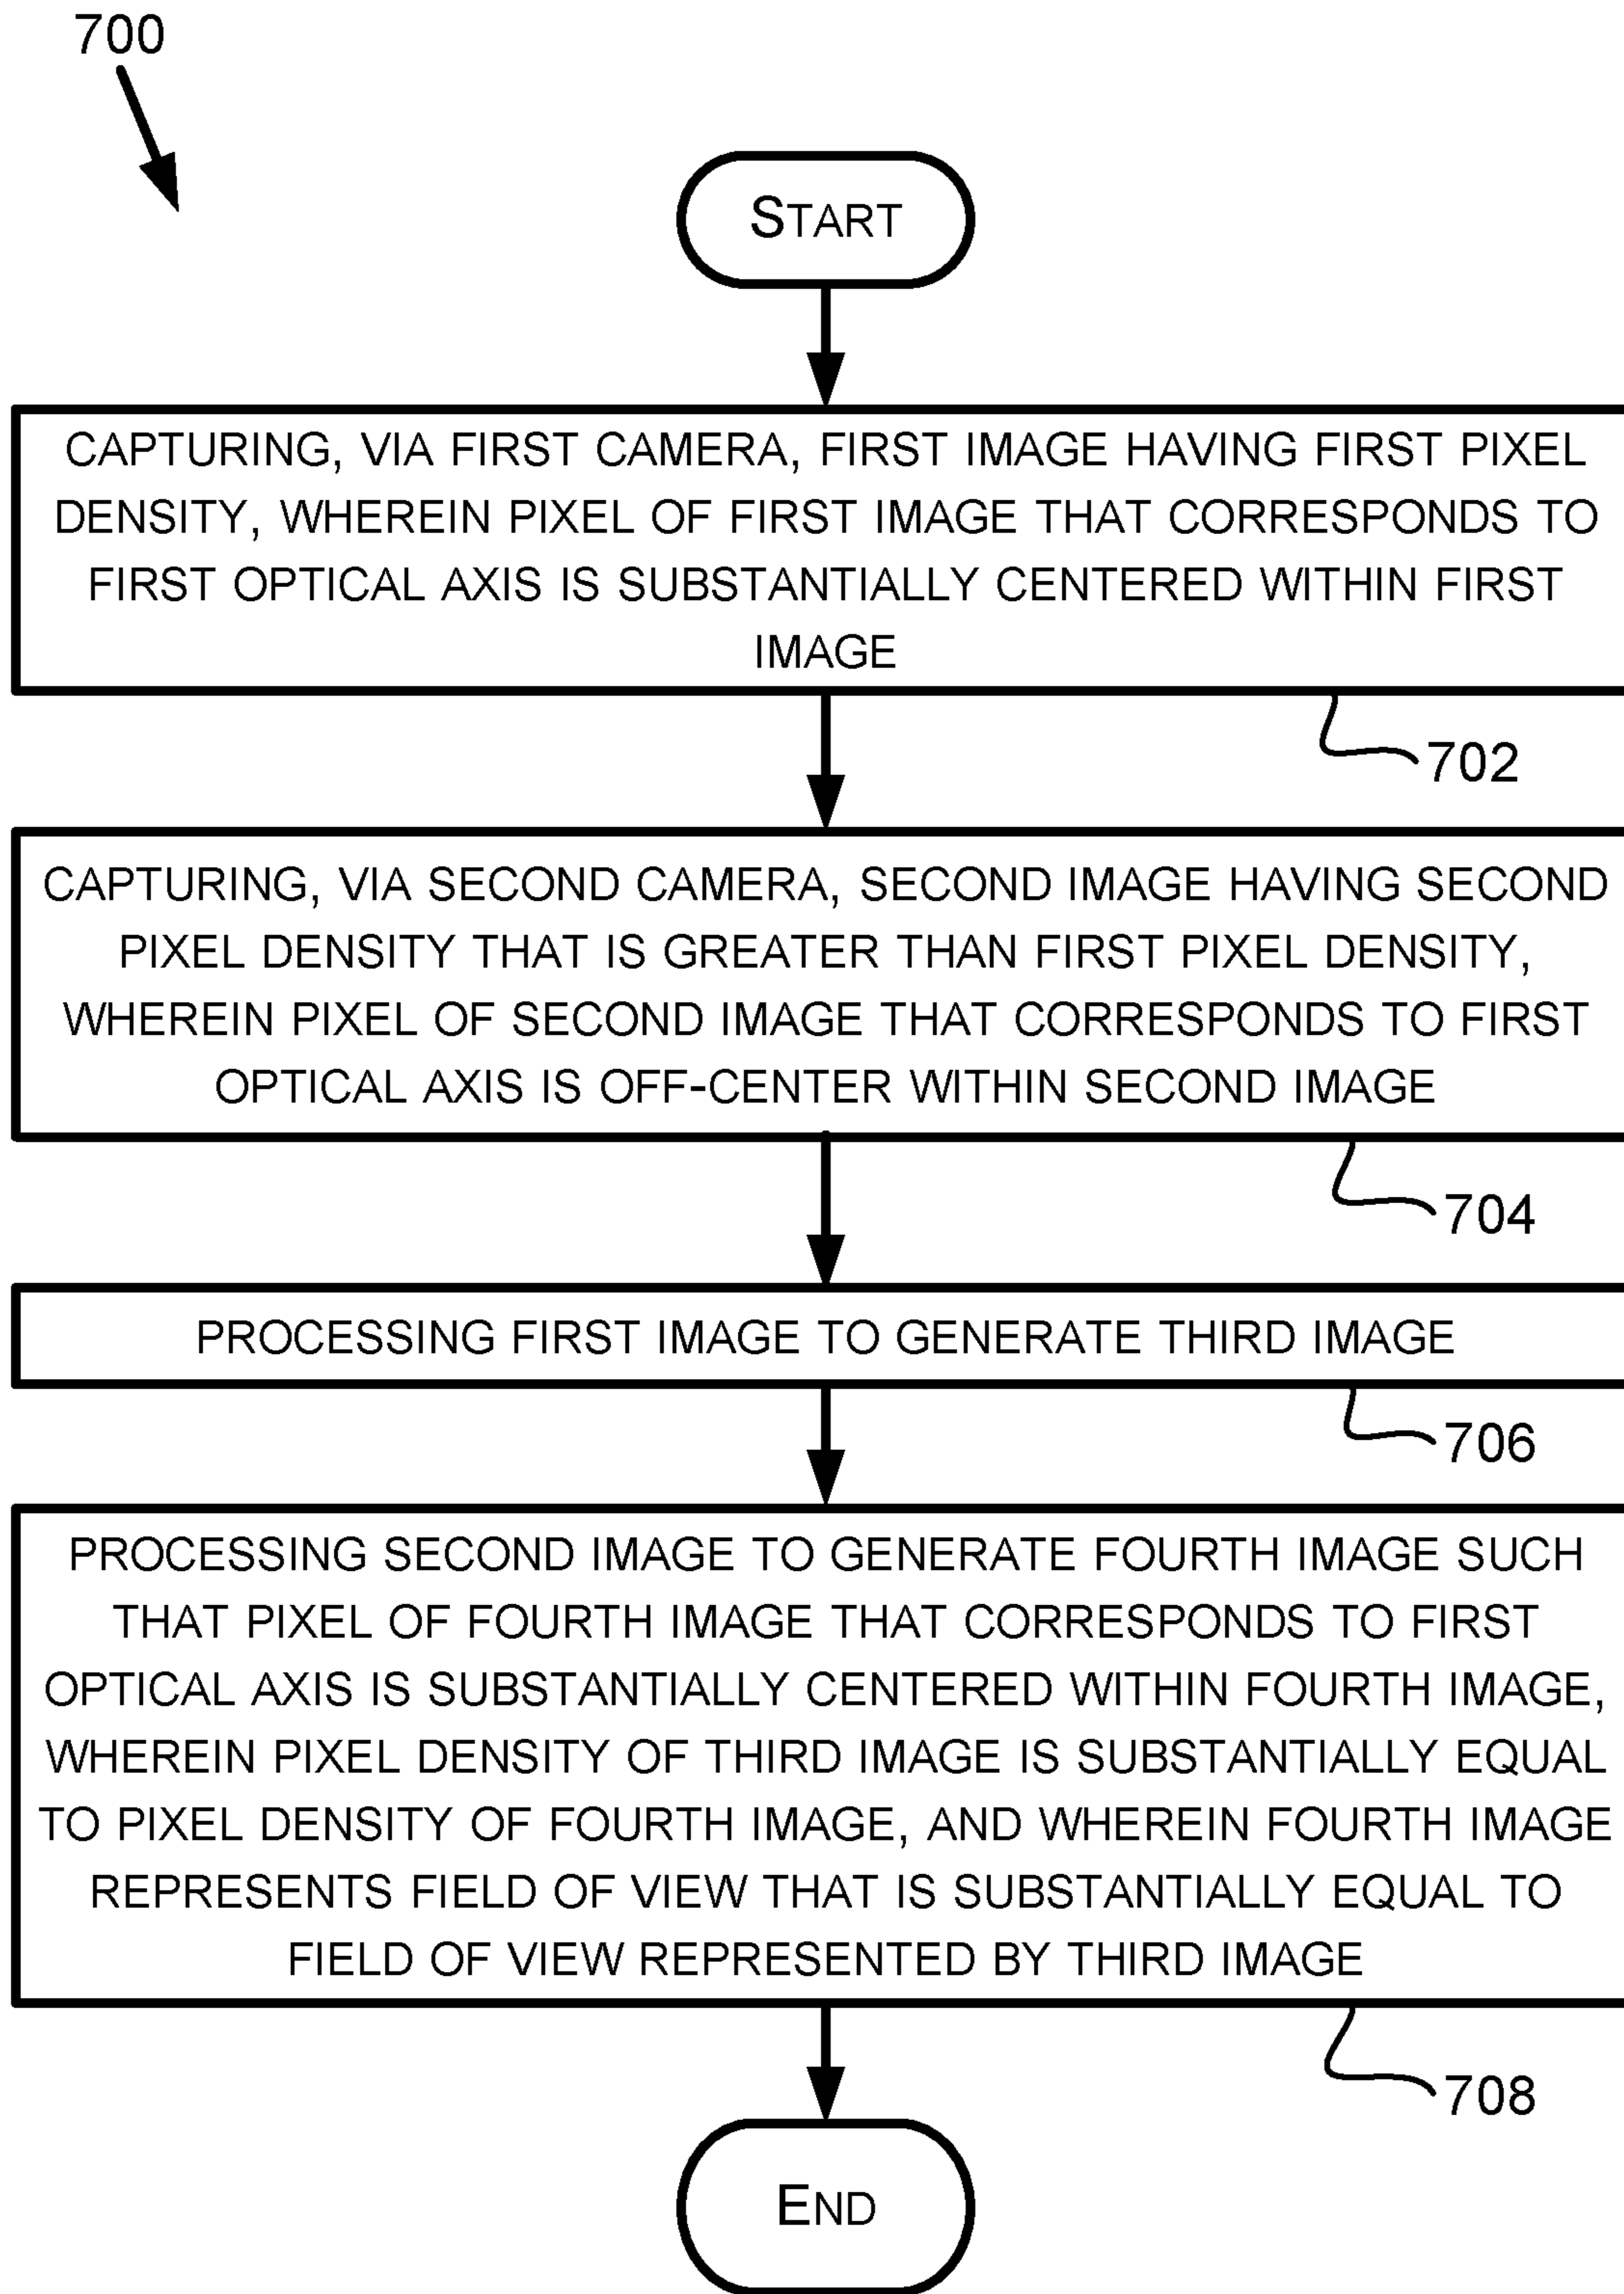 700
START
CAPTURING, VIA FIRST CAMERA, FIRST IMAGE HAVING FIRST PIXEL
DENSITY, WHEREIN PIXEL OF FIRST IMAGE THAT CORRESPONDS TO
FIRST OPTICAL AXIS IS SUBSTANTIALLY CENTERED WITHIN FIRST
IMAGE
702
CAPTURING, VIA SECOND CAMERA, SECOND IMAGE HAVING SECOND
PIXEL DENSITY THAT IS GREATER THAN FIRST PIXEL DENSITY,
WHEREIN PIXEL OF SECOND IMAGE THAT CORRESPONDS TO FIRST
OPTICAL AXIS IS OFF-CENTER WITHIN SECOND IMAGE
704
PROCESSING FIRST IMAGE TO GENERATE THIRD IMAGE
706
PROCESSING SECOND IMAGE TO GENERATE FOURTH IMAGE SUCH
THAT PIXEL OF FOURTH IMAGE THAT CORRESPONDS TO FIRST
OPTICAL AXIS IS SUBSTANTIALLY CENTERED WITHIN FOURTH IMAGE,
WHEREIN PIXEL DENSITY OF THIRD IMAGE IS SUBSTANTIALLY EQUAL
TO PIXEL DENSITY OF FOURTH IMAGE, AND WHEREIN FOURTH IMAGE
REPRESENTS FIELD OF VIEW THAT IS SUBSTANTIALLY EQUAL TO
FIELD OF VIEW REPRESENTED BY THIRD IMAGE
708
END